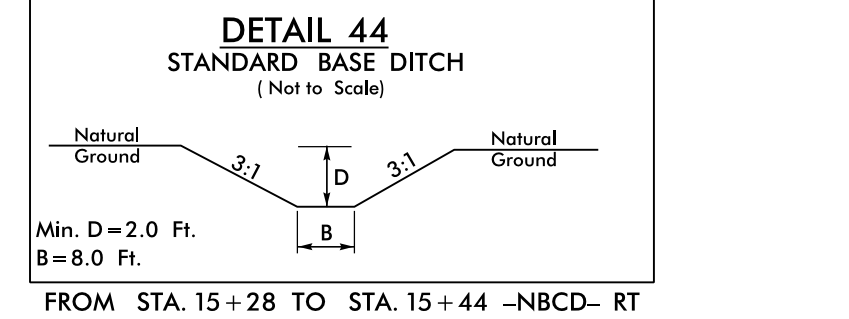 DETAIL 44
STANDARD BASE DITCH
( Not to Scale)
Natural
Ground
3:1
D
3:1
Natural
Ground
Min. D=2.0 Ft.
B
B=8.0 Ft.
FROM STA. 15+28 TO STA. 15+44 -NBCD- RT